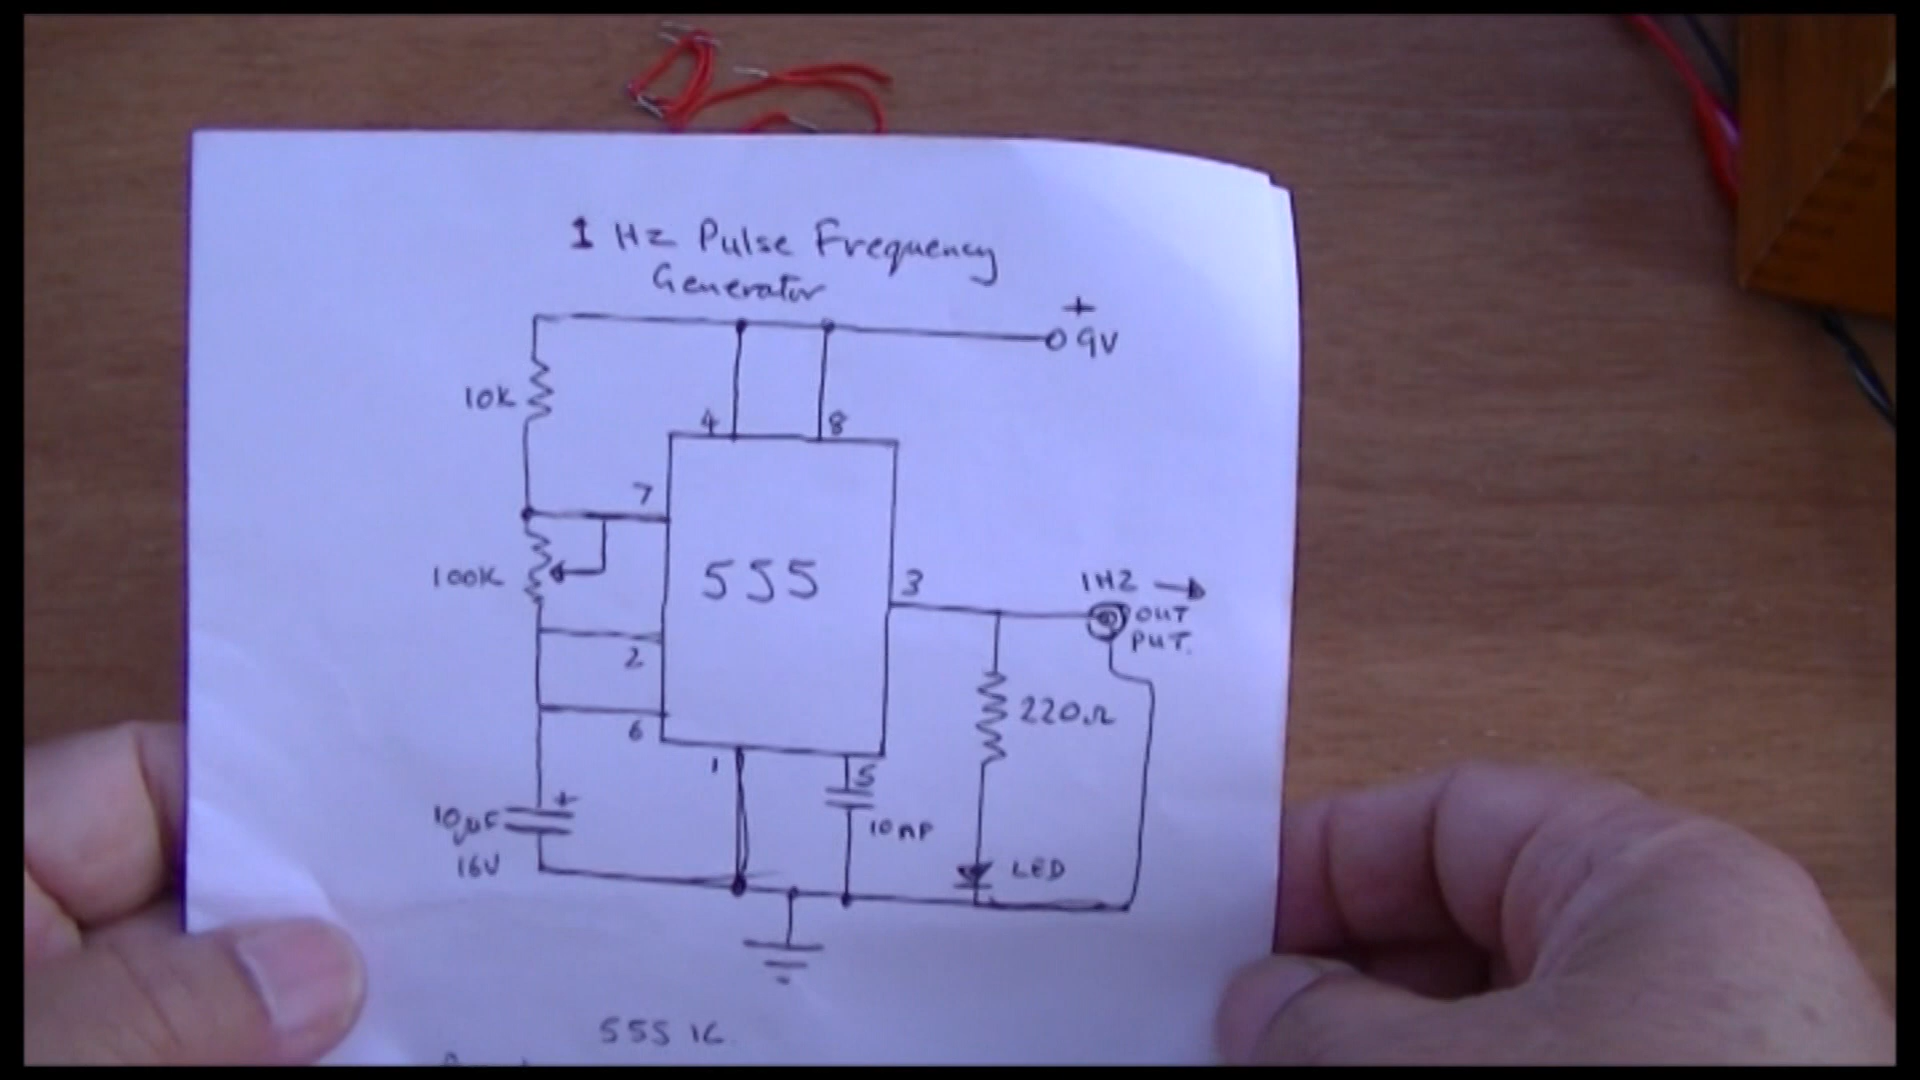 1 Hz Pulse Frequency
Generator
+
9V
10K
4
8
7
100K
555
3
1HZ
OUT
PUT.
2
6
220Ω
1
5
+
10µF
16V
10nF
LED
555 IC